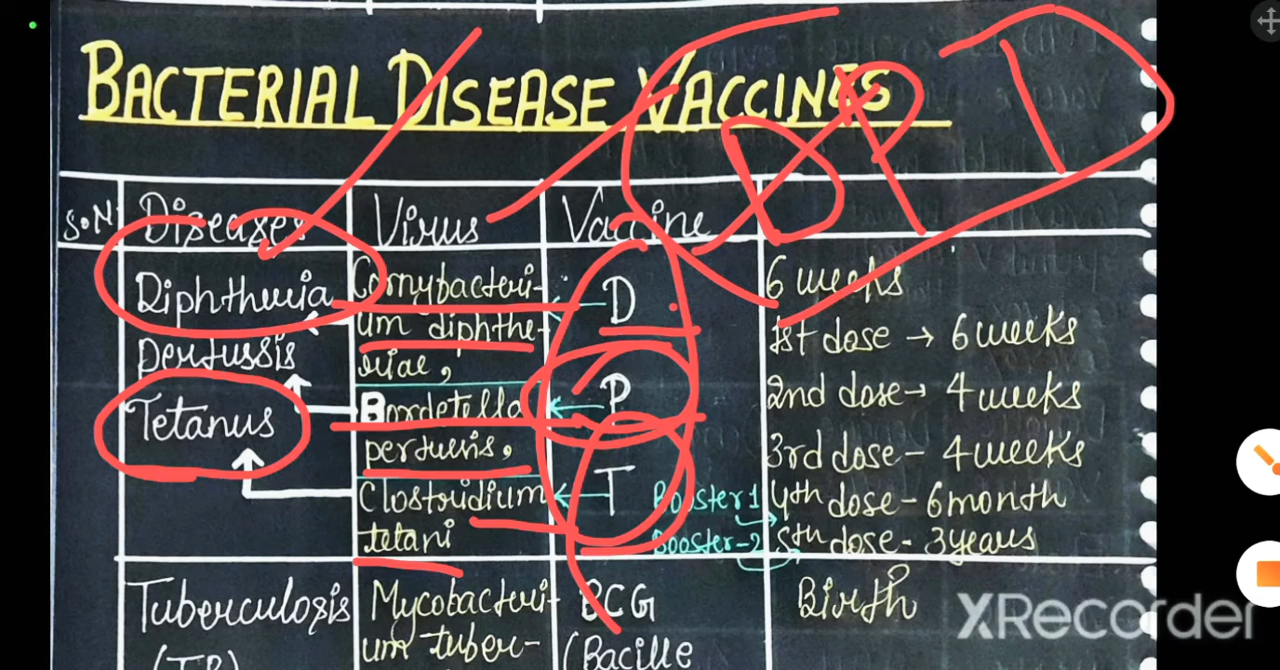 BACTERIAL DISEASE VACCINES
DPT
S.N. Diseases Virus Vaccine
Diphtheria
pertussis
Tetanus
Cornybacteri-
um diphthe-
riae,
Bordetella
pertussis,
Clostridium
tetani
D
P
T
6 weeks
1st dose → 6 weeks
2nd dose → 4 weeks
3rd dose - 4 weeks
Booster 1 4th dose - 6 month
Booster-2 5th dose - 3 years
Tuberculosis
(TB)
Mycobacteri-
um tuber-
BCG
(Bacille
Birth
XRecorder